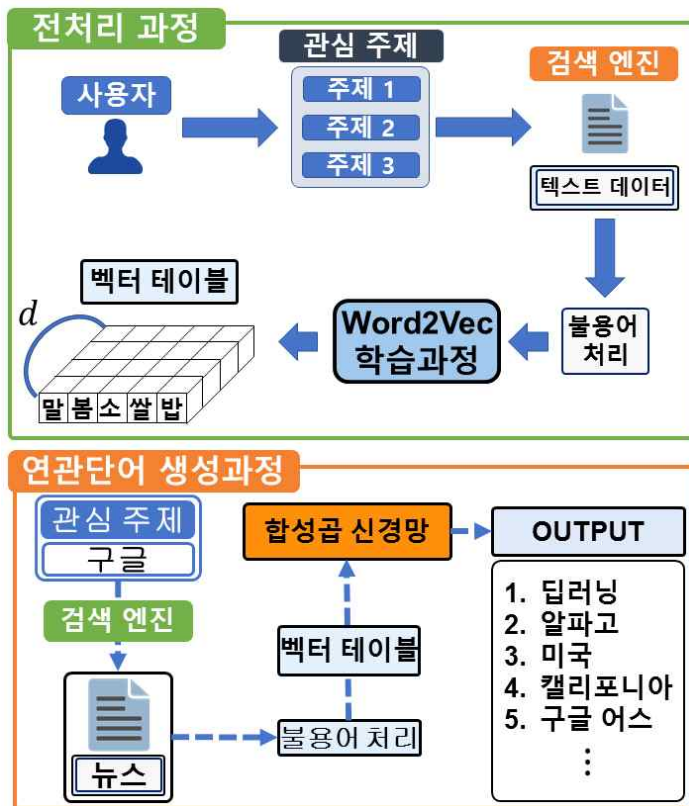 전처리 과정
사용자
관심 주제
주제 1
주제 2
주제 3
검색 엔진
텍스트 데이터
불용어
처리
Word2Vec
학습과정
벡터 테이블
d
말 봄 소 쌀 밥
연관단어 생성과정
관심 주제
구글
검색 엔진
뉴스
불용어 처리
벡터 테이블
합성곱 신경망
OUTPUT
1. 딥러닝
2. 알파고
3. 미국
4. 캘리포니아
5. 구글 어스
⋮